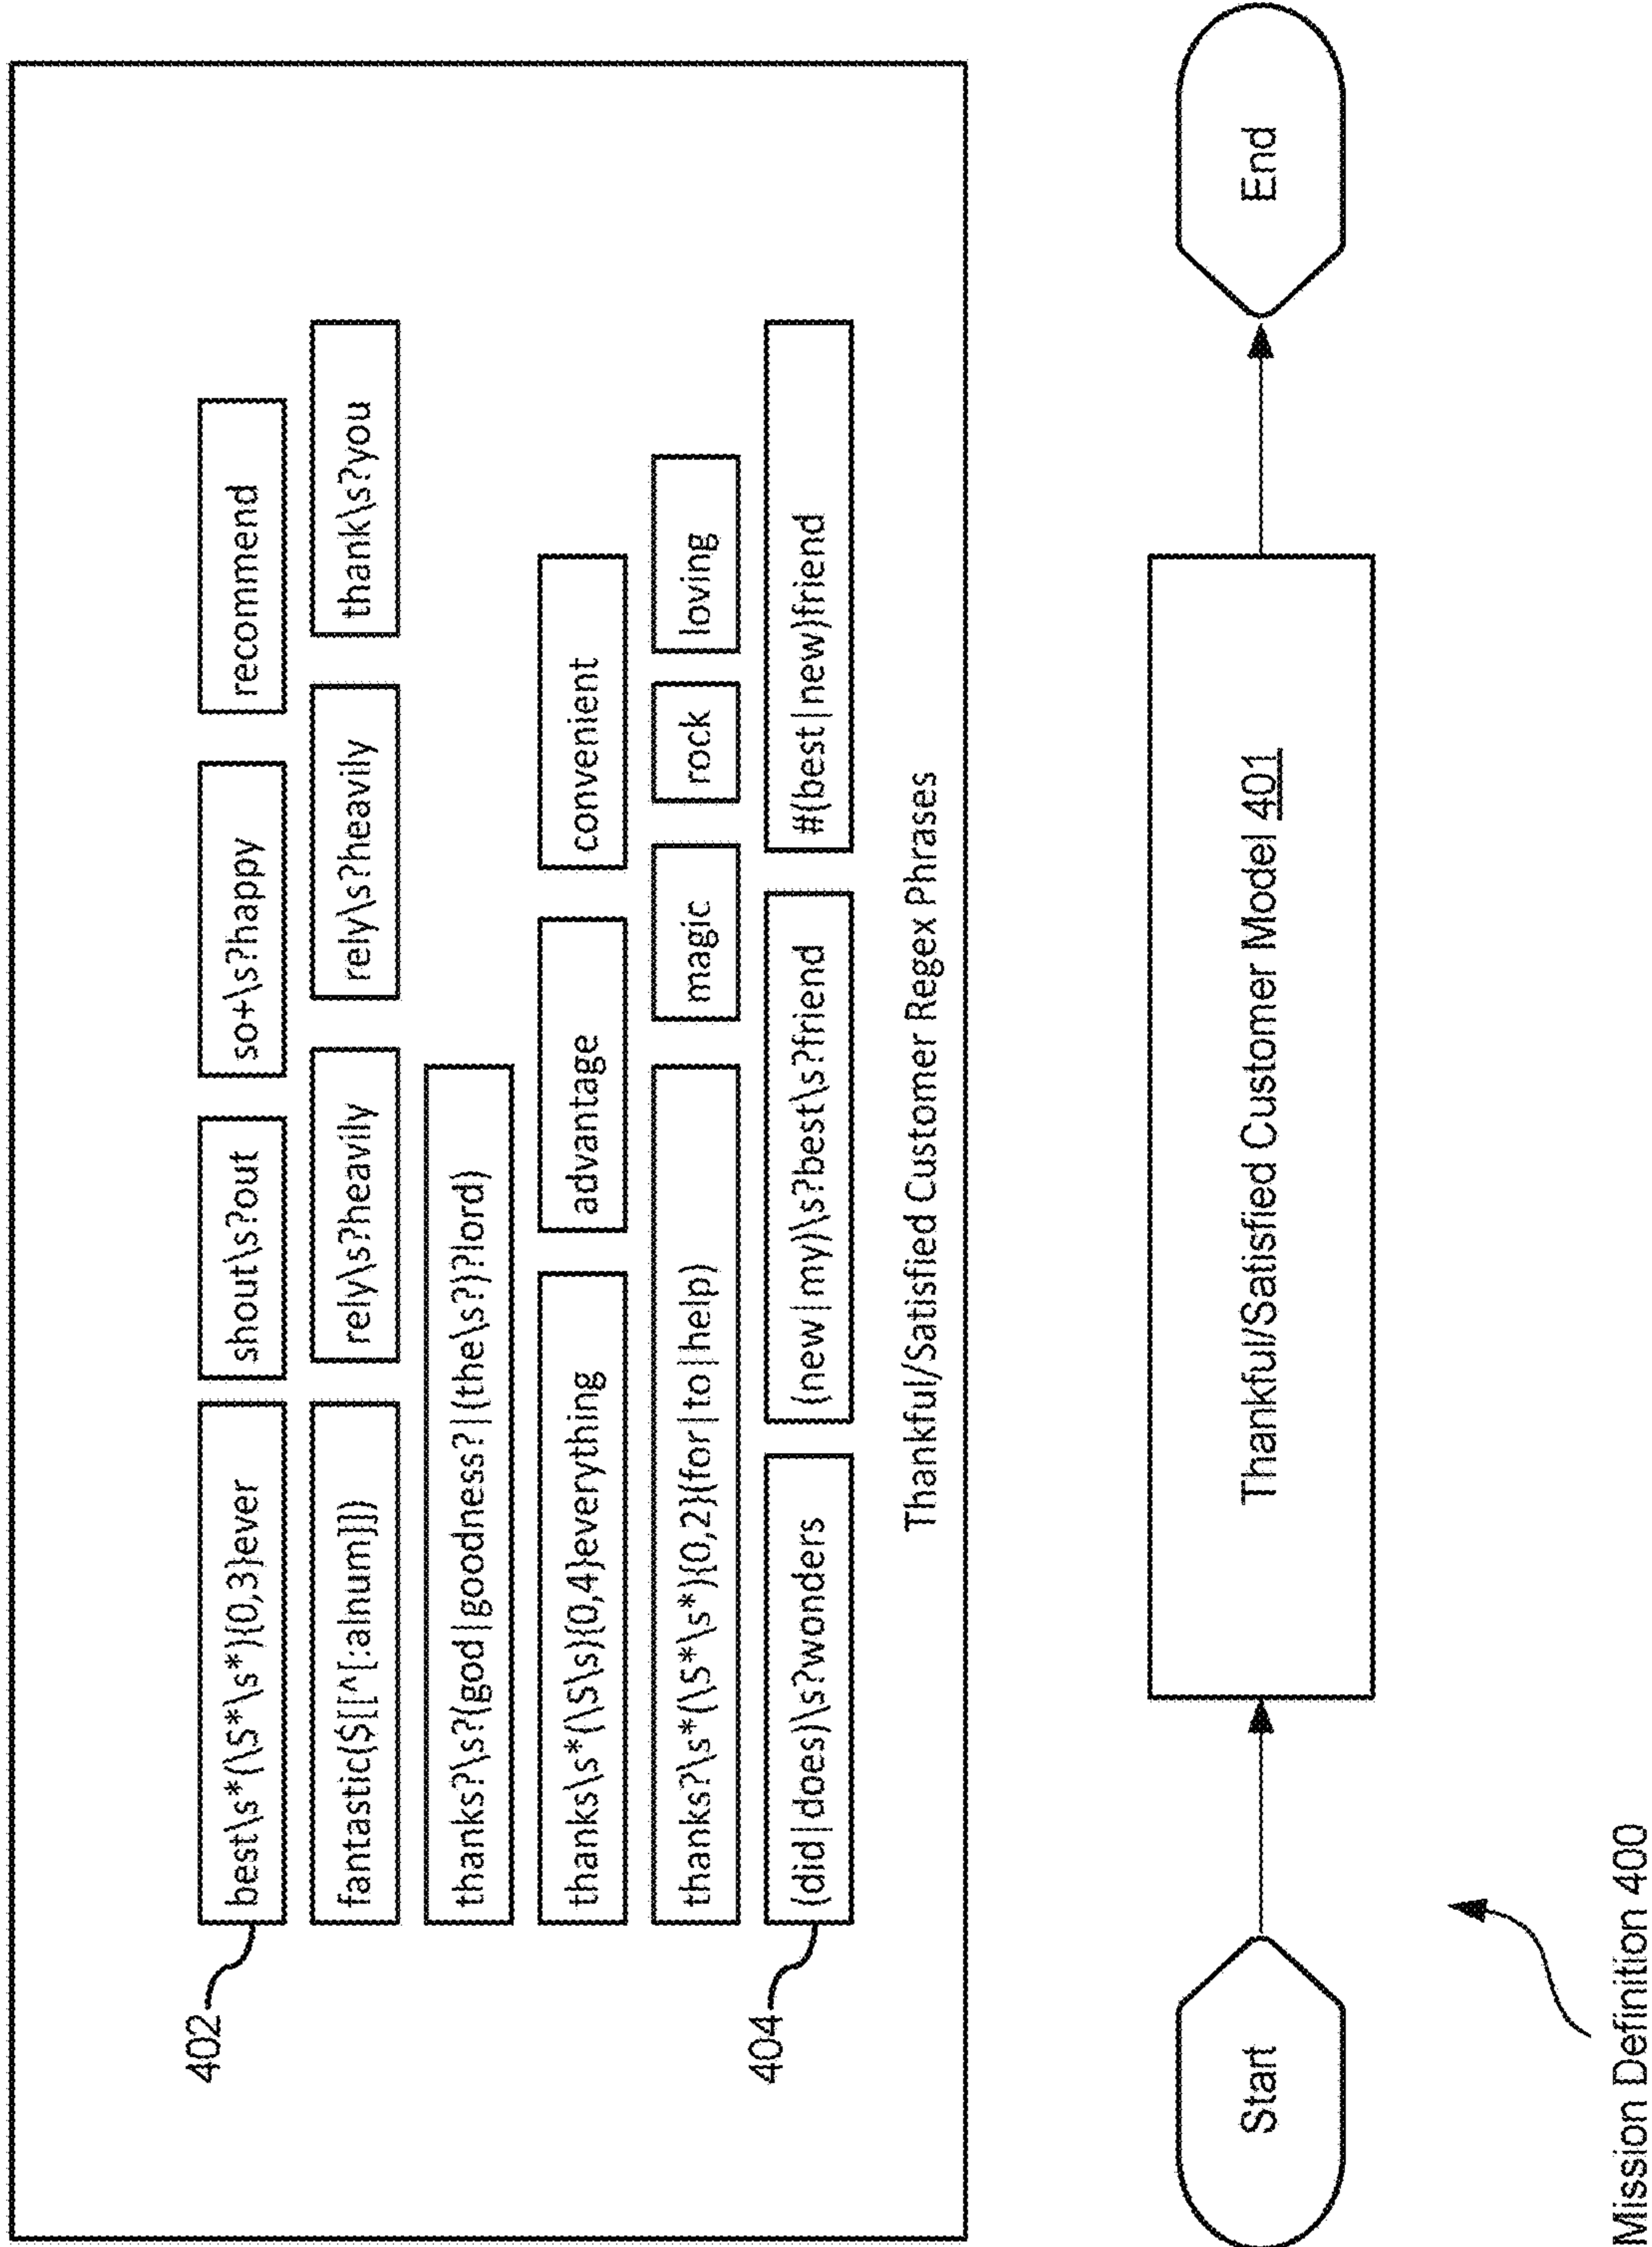 402
best\s*(\S*\s*){0,3}ever shout\s?out so+\s?happy recommend
fantastic($[[^[:alnum]]) rely\s?heavily rely\s?heavily thank\s?you
thanks?\s?(god|goodness?|(the\s?)?lord)
thanks\s*(\S\s){0,4}everything advantage convenient
thanks?\s*(\S*\s*){0,2}(for|to|help) magic rock loving
404
(did|does)\s?wonders (new|my)\s?best\s?friend #(best|new)friend
Thankful/Satisfied Customer Regex Phrases
Start Thankful/Satisfied Customer Model 401 End
Mission Definition 400